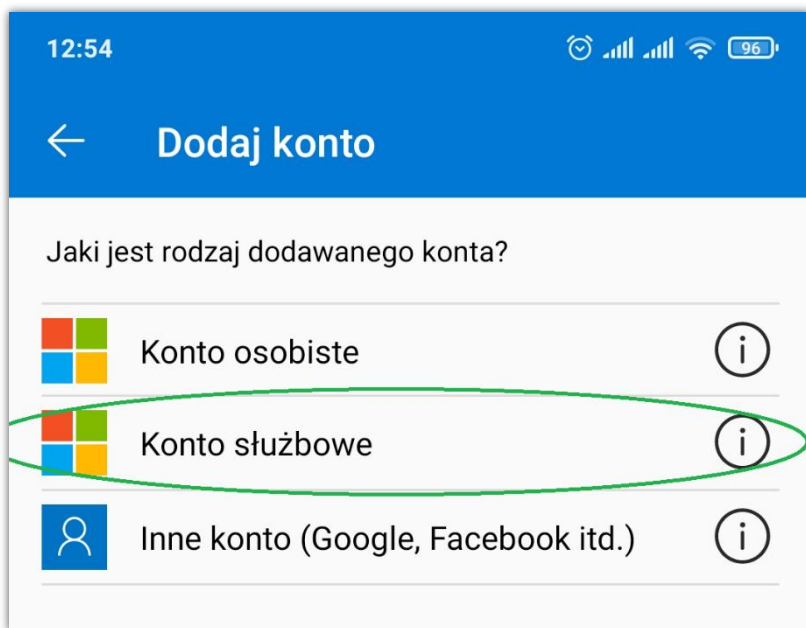 12:54
96
Dodaj konto
Jaki jest rodzaj dodawanego konta?
Konto osobiste
Konto służbowe
Inne konto (Google, Facebook itd.)